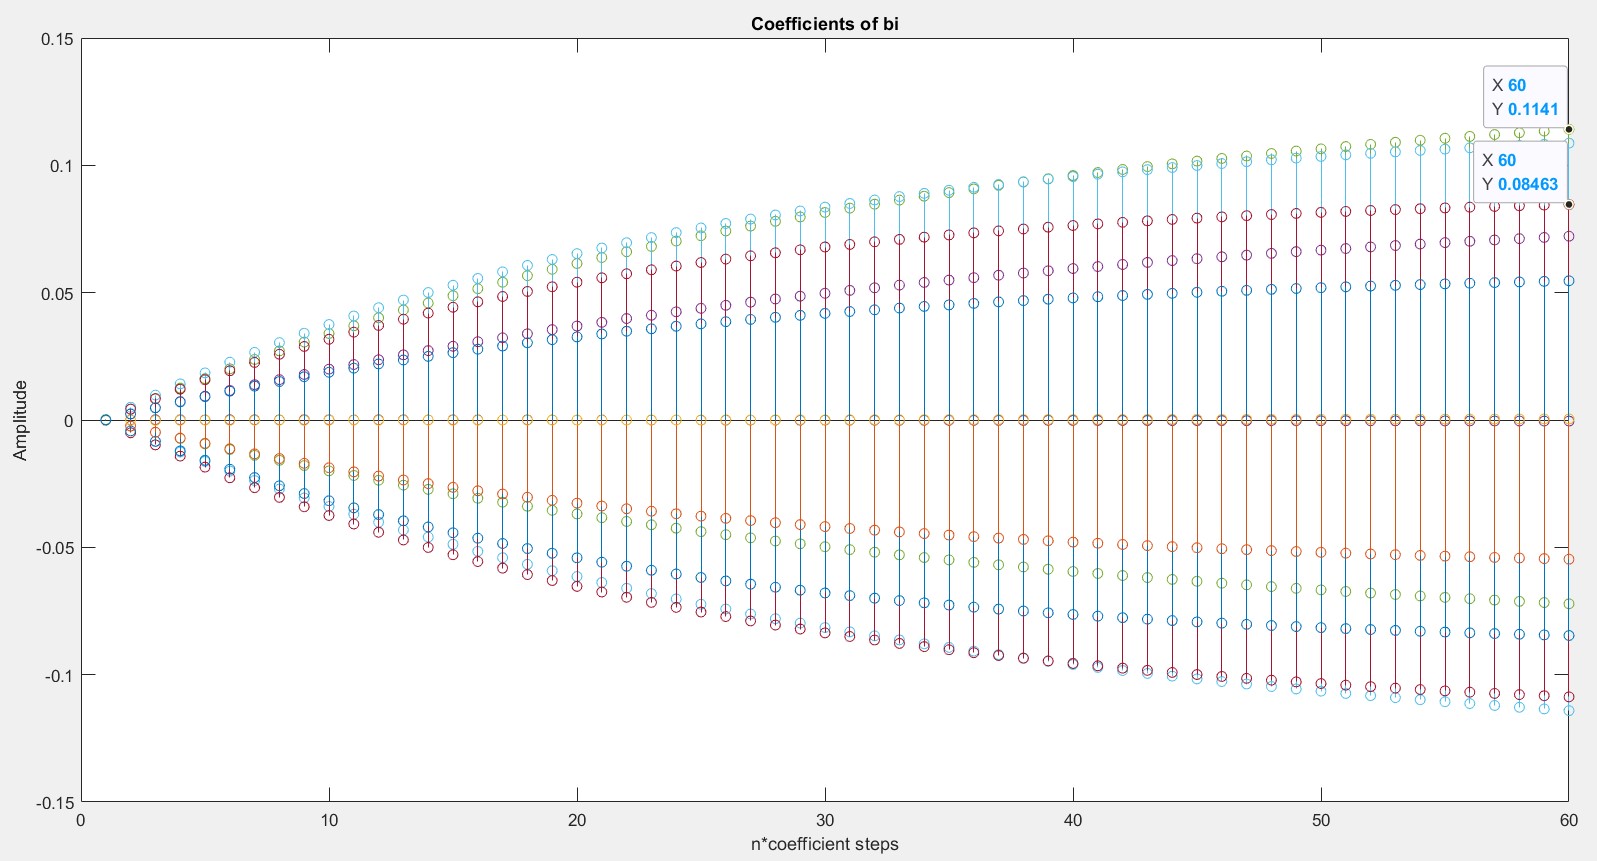 Coefficients of bi
0.15
X 60
Y 0.1141
0.1
X 60
Y 0.08463
0.05
0
Amplitude
-0.05
-0.1
-0.15
0 10 20 30 40 50 60
n*coefficient steps